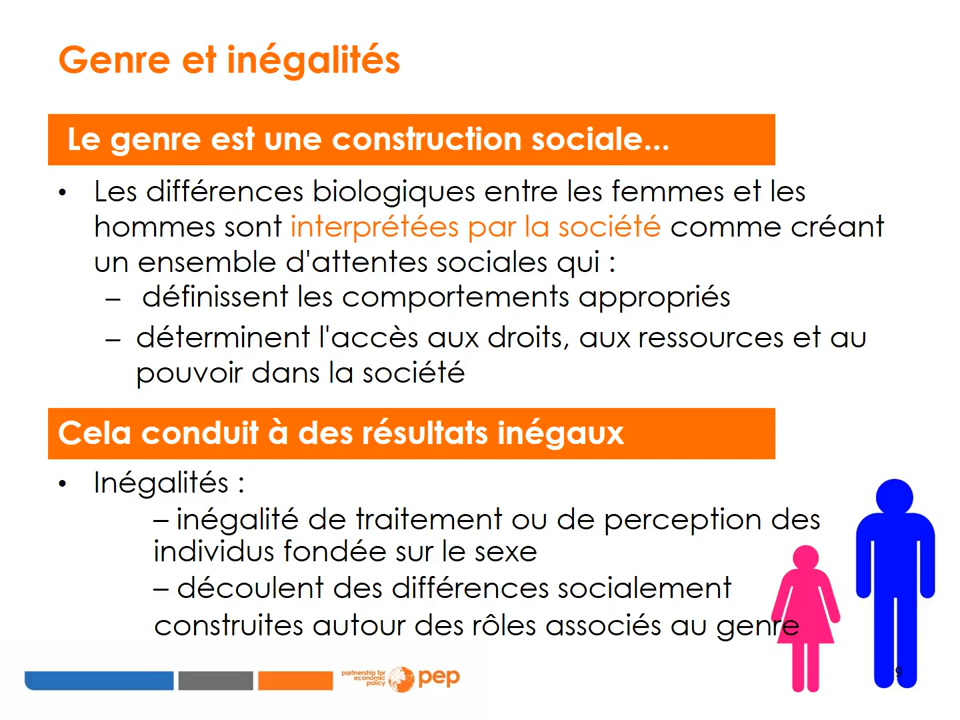 Genre et inégalités
Le genre est une construction sociale...
• Les différences biologiques entre les femmes et les
hommes sont interprétées par la société comme créant
un ensemble d'attentes sociales qui :
– définissent les comportements appropriés
– déterminent l'accès aux droits, aux ressources et au
pouvoir dans la société
Cela conduit à des résultats inégaux
• Inégalités :
– inégalité de traitement ou de perception des
individus fondée sur le sexe
– découlent des différences socialement
construites autour des rôles associés au genre
partnership for
economic
policy
pep
9